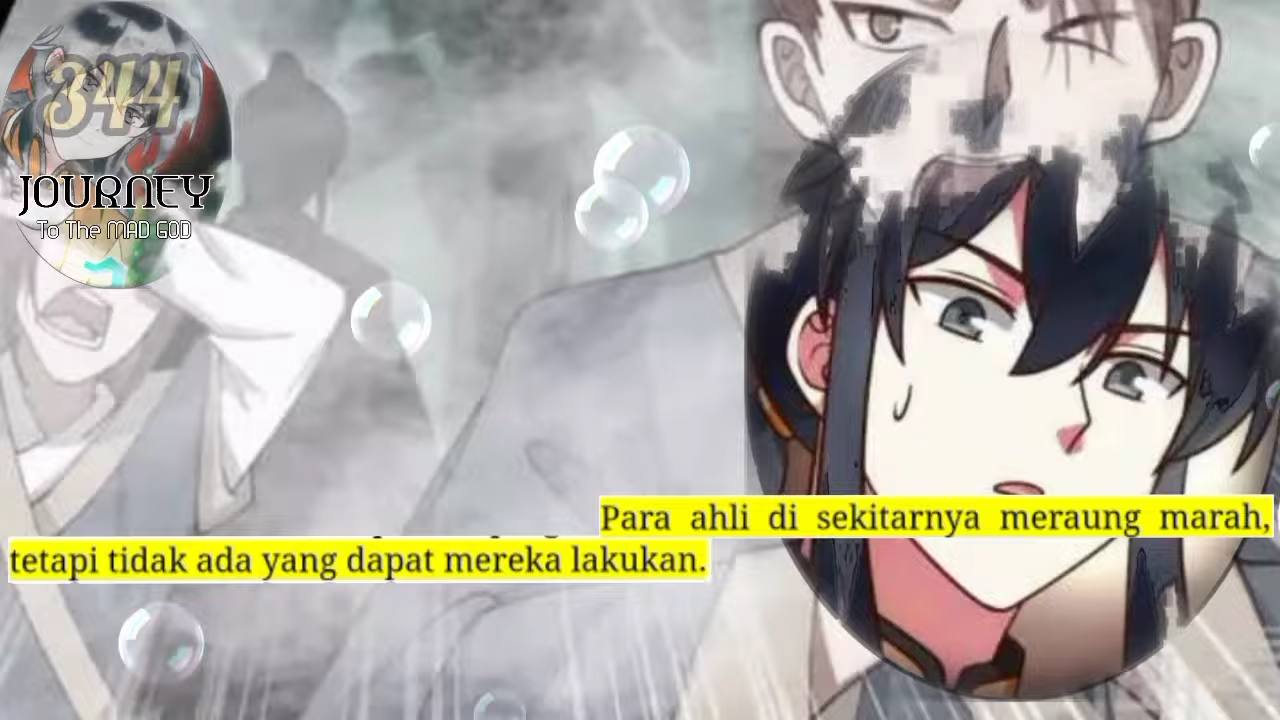 344
JOURNEY
To The MAD GOD
Para ahli di sekitarnya meraung marah,
tetapi tidak ada yang dapat mereka lakukan.